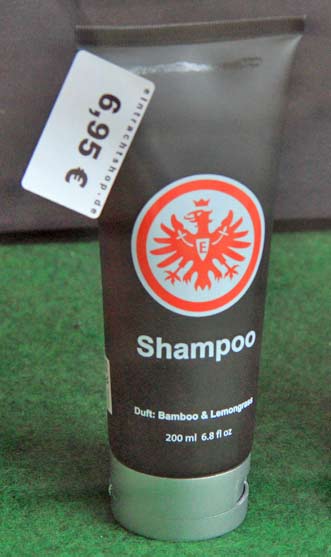 eintrachtshop.de
6,95 €
E
Shampoo
Duft: Bamboo & Lemongrass
200 ml 6.8 fl oz